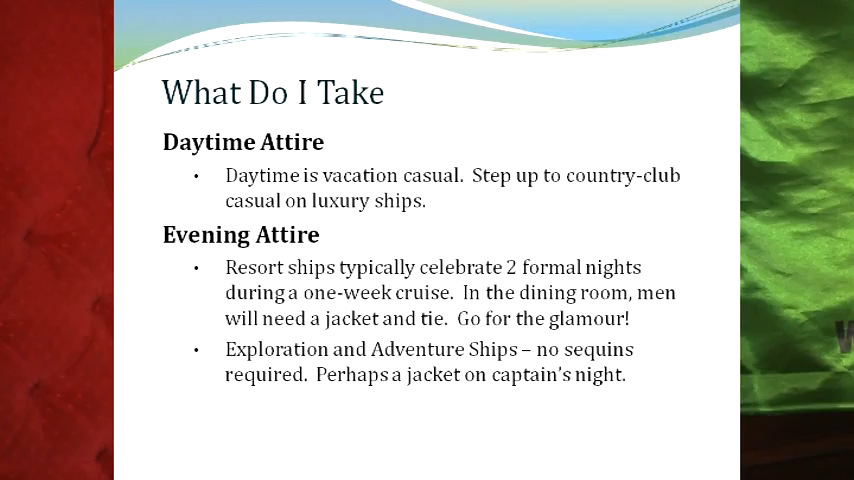 What Do I Take
Daytime Attire
• Daytime is vacation casual. Step up to country-club
casual on luxury ships.
Evening Attire
• Resort ships typically celebrate 2 formal nights
during a one-week cruise. In the dining room, men
will need a jacket and tie. Go for the glamour!
• Exploration and Adventure Ships – no sequins
required. Perhaps a jacket on captain's night.